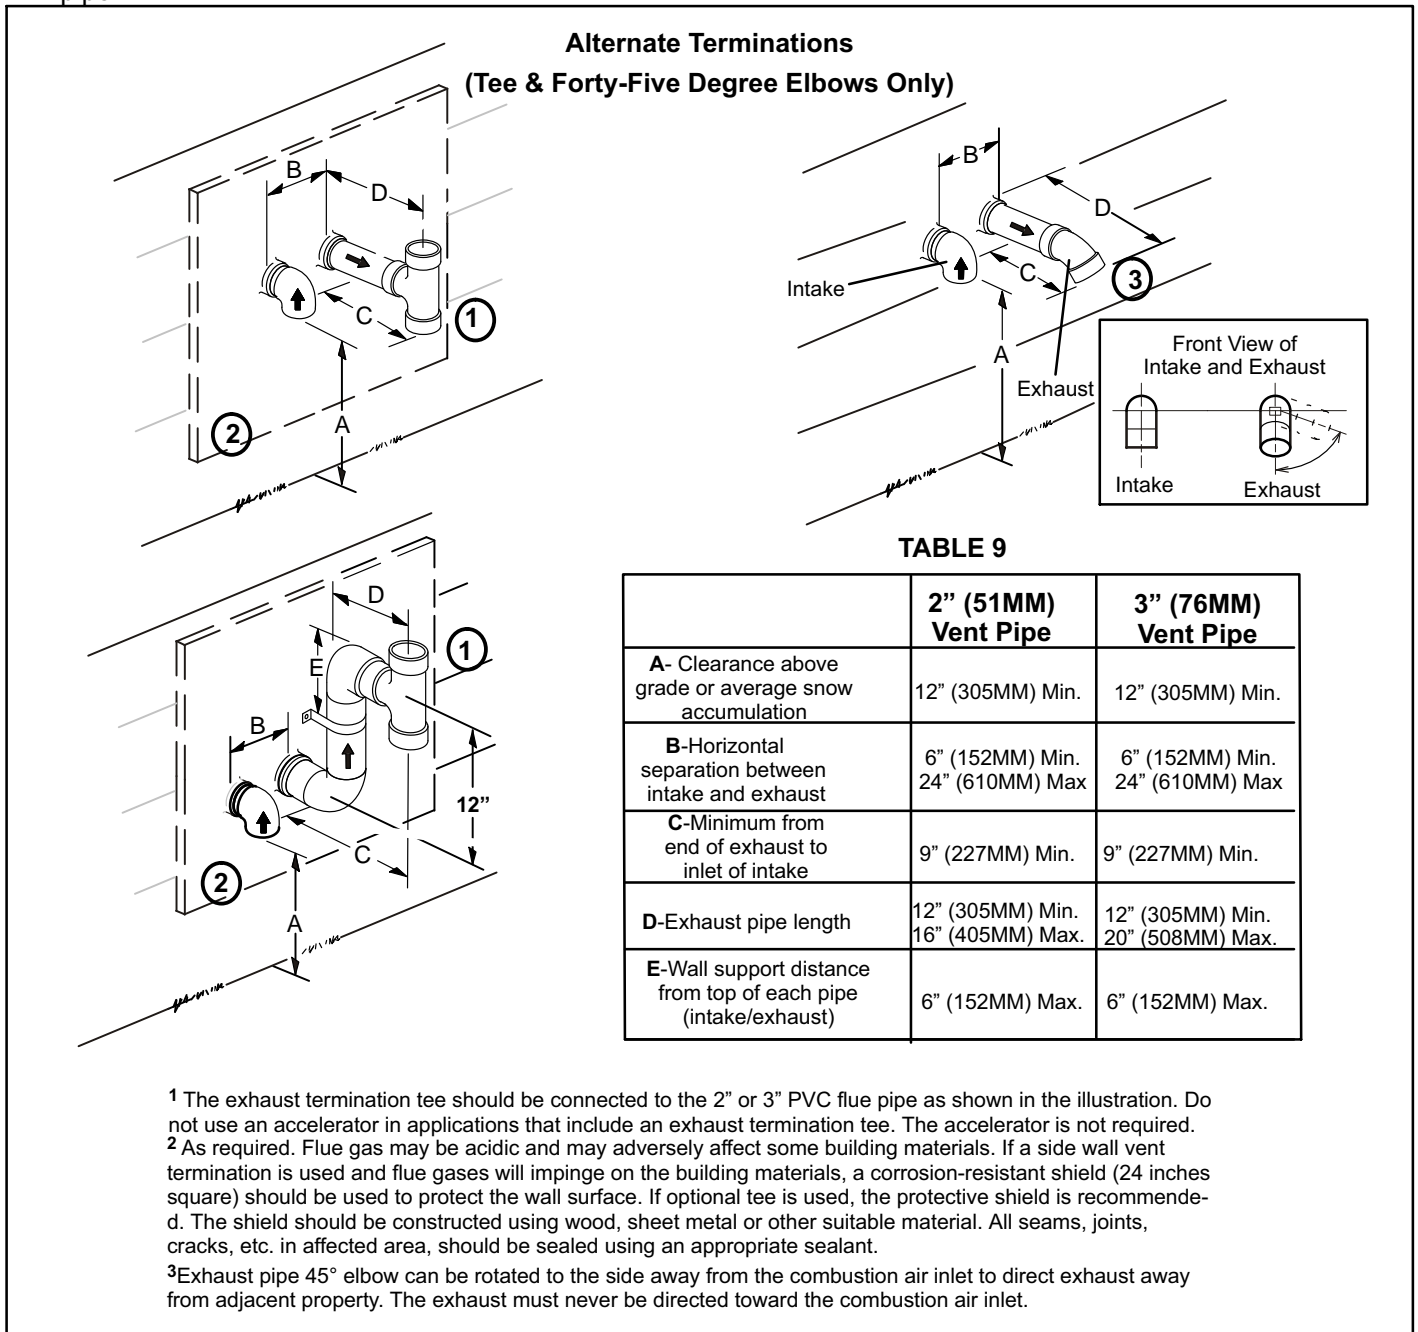 Alternate Terminations
(Tee & Forty-Five Degree Elbows Only)
B
D
C
1
A
2
B
D
C
3
Intake
A
Exhaust
Front View of
Intake and Exhaust
Intake
Exhaust
D
1
E
B
12”
C
2
A
TABLE 9
2” (51MM)
Vent Pipe
3” (76MM)
Vent Pipe
A- Clearance above
grade or average snow
accumulation
12” (305MM) Min.
12” (305MM) Min.
B-Horizontal
separation between
intake and exhaust
6” (152MM) Min.
24” (610MM) Max
6” (152MM) Min.
24” (610MM) Max
C-Minimum from
end of exhaust to
inlet of intake
9” (227MM) Min.
9” (227MM) Min.
D-Exhaust pipe length
12” (305MM) Min.
16” (405MM) Max.
12” (305MM) Min.
20” (508MM) Max.
E-Wall support distance
from top of each pipe
(intake/exhaust)
6” (152MM) Max.
6” (152MM) Max.
1 The exhaust termination tee should be connected to the 2” or 3” PVC flue pipe as shown in the illustration. Do
not use an accelerator in applications that include an exhaust termination tee. The accelerator is not required.
2 As required. Flue gas may be acidic and may adversely affect some building materials. If a side wall vent
termination is used and flue gases will impinge on the building materials, a corrosion-resistant shield (24 inches
square) should be used to protect the wall surface. If optional tee is used, the protective shield is recommende-
d. The shield should be constructed using wood, sheet metal or other suitable material. All seams, joints,
cracks, etc. in affected area, should be sealed using an appropriate sealant.
3Exhaust pipe 45° elbow can be rotated to the side away from the combustion air inlet to direct exhaust away
from adjacent property. The exhaust must never be directed toward the combustion air inlet.